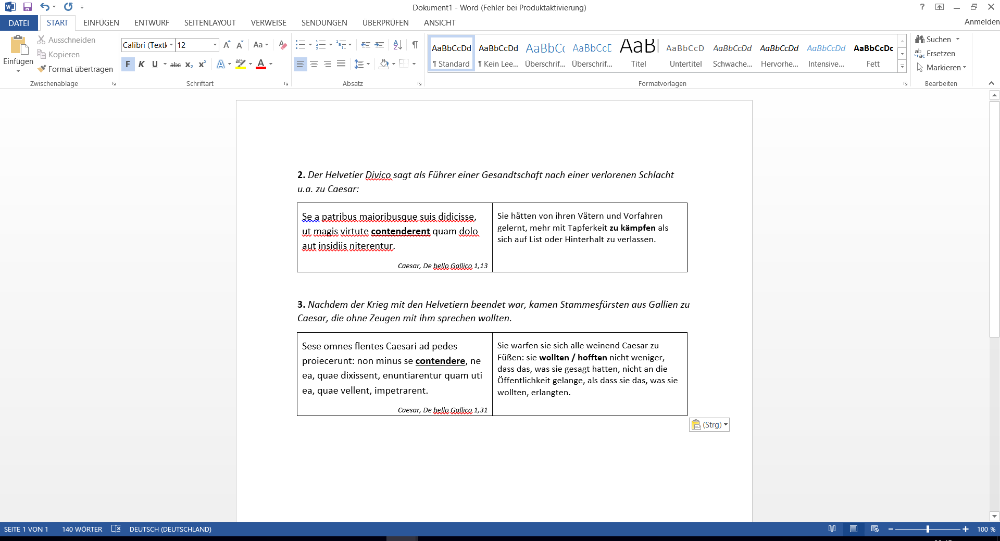 Dokument1 - Word (Fehler bei Produktaktivierung)
DATEI START EINFÜGEN ENTWURF SEITENLAYOUT VERWEISE SENDUNGEN ÜBERPRÜFEN ANSICHT Anmelden
Einfügen
Ausschneiden
Kopieren
Format übertragen
Zwischenablage
Calibri (Textk 12
Schriftart
Absatz
AaBbCcDd AaBbCcDd AaBbCc AaBbCcD AaBb AaBbCcD AaBbCcDd AaBbCcDd AaBbCcDd AaBbCcDc
¶ Standard ¶ Kein Lee... Überschrif... Überschrif... Titel Untertitel Schwache... Hervorhe... Intensive... Fett
Formatvorlagen
Suchen
Ersetzen
Markieren
Bearbeiten
2. Der Helvetier Divico sagt als Führer einer Gesandtschaft nach einer verlorenen Schlacht
u.a. zu Caesar:
Se a patribus maioribusque suis didicisse,
ut magis virtute contenderent quam dolo
aut insidiis niterentur.
Caesar, De bello Gallico 1,13
Sie hätten von ihren Vätern und Vorfahren
gelernt, mehr mit Tapferkeit zu kämpfen als
sich auf List oder Hinterhalt zu verlassen.
3. Nachdem der Krieg mit den Helvetiern beendet war, kamen Stammesfürsten aus Gallien zu
Caesar, die ohne Zeugen mit ihm sprechen wollten.
Sese omnes flentes Caesari ad pedes
proiecerunt: non minus se contendere, ne
ea, quae dixissent, enuntiarentur quam uti
ea, quae vellent, impetrarent.
Caesar, De bello Gallico 1,31
Sie warfen sie sich alle weinend Caesar zu
Füßen: sie wollten / hofften nicht weniger,
dass das, was sie gesagt hatten, nicht an die
Öffentlichkeit gelange, als dass sie das, was sie
wollten, erlangten.
(Strg)
SEITE 1 VON 1 140 WÖRTER DEUTSCH (DEUTSCHLAND) 100 %